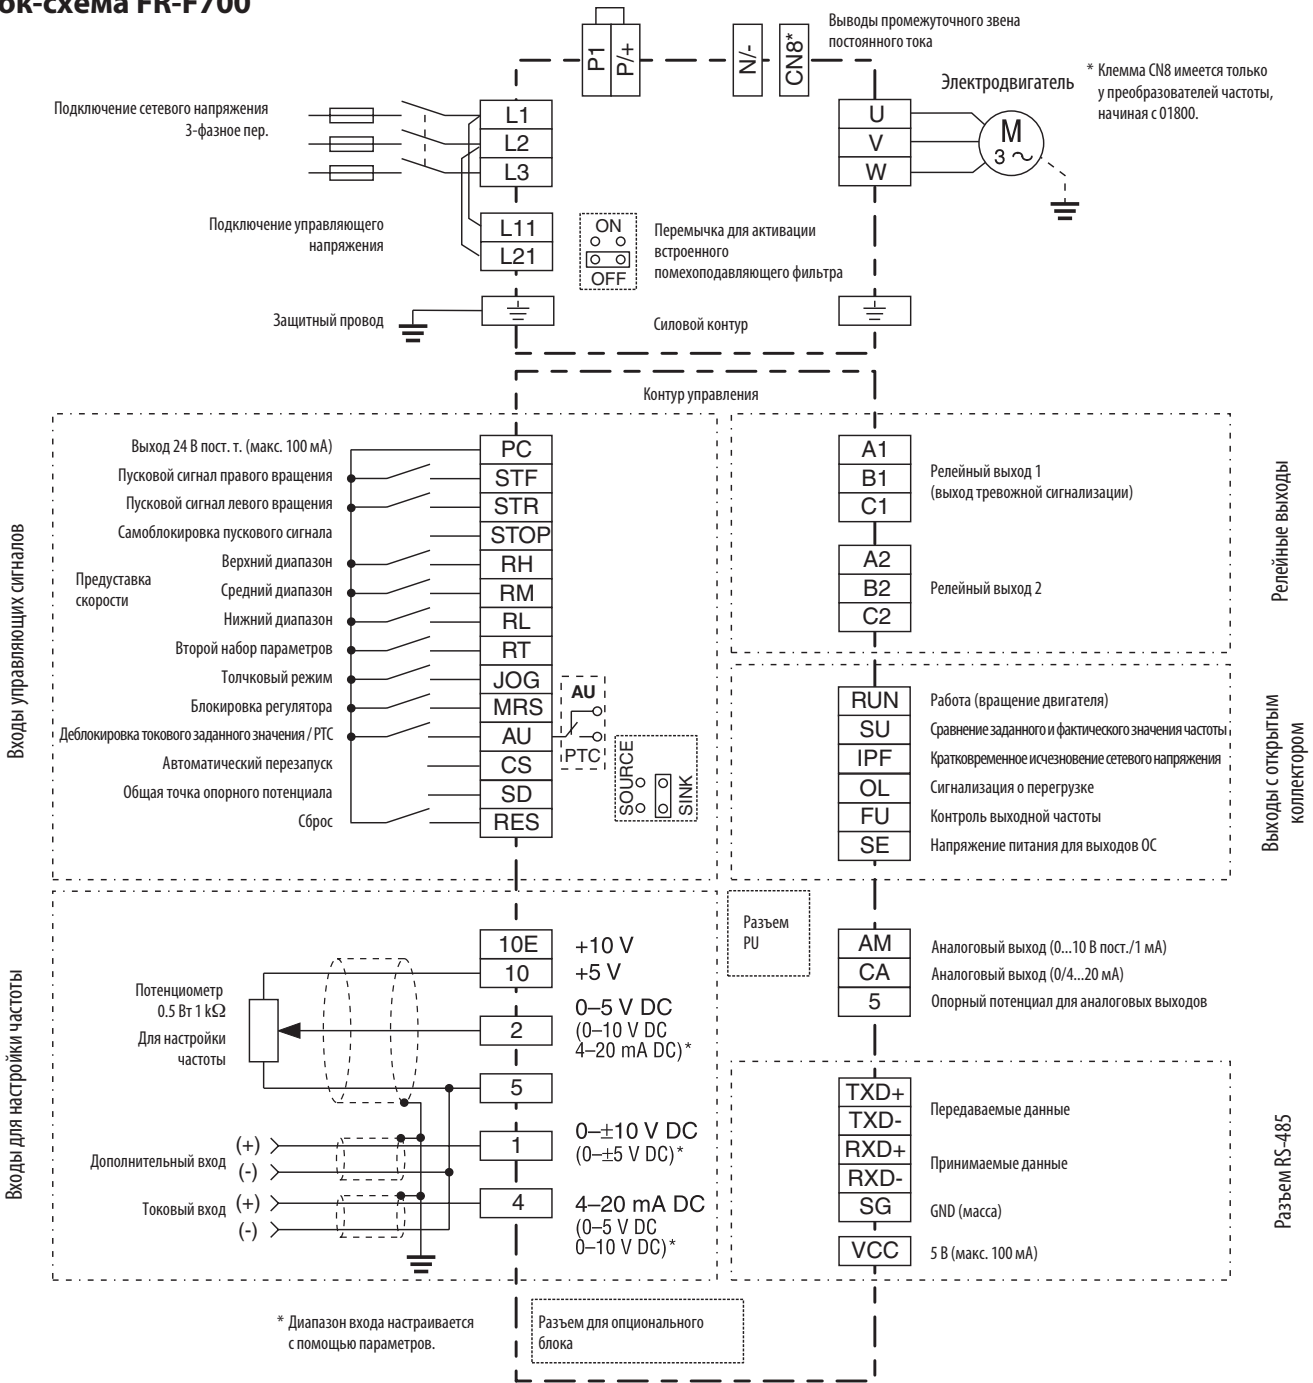 ок-схема FR-F700
P1
P/+
N/-
CN8*
Выводы промежуточного звена
постоянного тока
Подключение сетевого напряжения
3-фазное пер.
L1
L2
L3
U
V
W
Электродвигатель
M
3
* Клемма CN8 имеется только
у преобразователей частоты,
начиная с 01800.
Подключение управляющего
напряжения
L11
L21
ON
OFF
Перемычка для активации
встроенного
помехоподавляющего фильтра
Защитный провод
Силовой контур
Контур управления
Входы управляющих сигналов
Выход 24 В пост. т. (макс. 100 мА)
PC
Пусковой сигнал правого вращения
STF
Пусковой сигнал левого вращения
STR
Самоблокировка пускового сигнала
STOP
Предуставка
скорости
Верхний диапазон
RH
Средний диапазон
RM
Нижний диапазон
RL
Второй набор параметров
RT
Толчковый режим
JOG
Блокировка регулятора
MRS
Деблокировка токового заданного значения / PTC
AU
Автоматический перезапуск
CS
Общая точка опорного потенциала
SD
Сброс
RES
AU
PTC
SOURCE
SINK
A1
B1
C1
Релейный выход 1
(выход тревожной сигнализации)
A2
B2
C2
Релейный выход 2
Релейные выходы
RUN
Работа (вращение двигателя)
SU
Сравнение заданного и фактического значения частоты
IPF
Кратковременное исчезновение сетевого напряжения
OL
Сигнализация о перегрузке
FU
Контроль выходной частоты
SE
Напряжение питания для выходов ОС
Выходы с открытым
коллектором
Входы для настройки частоты
10E
+10 V
10
+5 V
Потенциометр
0.5 Вт 1 kΩ
Для настройки
частоты
2
0–5 V DC
(0–10 V DC
4–20 mA DC)*
5
Дополнительный вход
(+)
(-)
1
0–±10 V DC
(0–±5 V DC)*
Токовый вход
(+)
(-)
4
4–20 mA DC
(0–5 V DC
0–10 V DC)*
Разъем
PU
AM
Аналоговый выход (0...10 В пост./1 мА)
CA
Аналоговый выход (0/4...20 мА)
5
Опорный потенциал для аналоговых выходов
TXD+
TXD-
Передаваемые данные
RXD+
RXD-
Принимаемые данные
SG
GND (масса)
VCC
5 В (макс. 100 мА)
Разъем RS-485
* Диапазон входа настраивается
с помощью параметров.
Разъем для опционального
блока